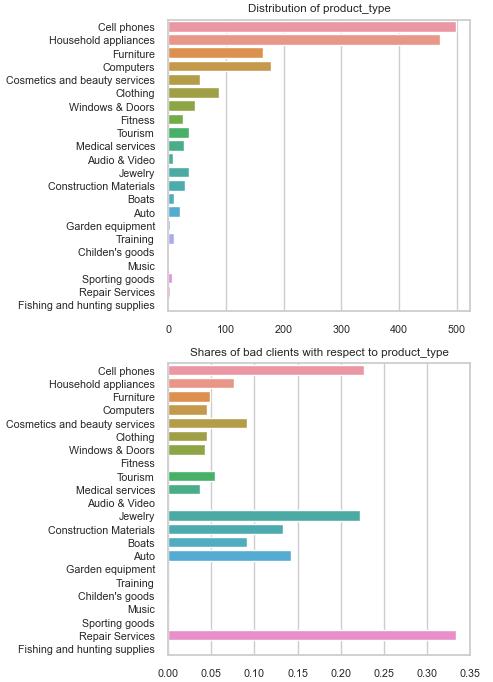 Distribution of product_type
Cell phones
Household appliances
Furniture
Computers
Cosmetics and beauty services
Clothing
Windows & Doors
Fitness
Tourism
Medical services
Audio & Video
Jewelry
Construction Materials
Boats
Auto
Garden equipment
Training
Childen's goods
Music
Sporting goods
Repair Services
Fishing and hunting supplies
0 100 200 300 400 500
Shares of bad clients with respect to product_type
Cell phones
Household appliances
Furniture
Computers
Cosmetics and beauty services
Clothing
Windows & Doors
Fitness
Tourism
Medical services
Audio & Video
Jewelry
Construction Materials
Boats
Auto
Garden equipment
Training
Childen's goods
Music
Sporting goods
Repair Services
Fishing and hunting supplies
0.00 0.05 0.10 0.15 0.20 0.25 0.30 0.35